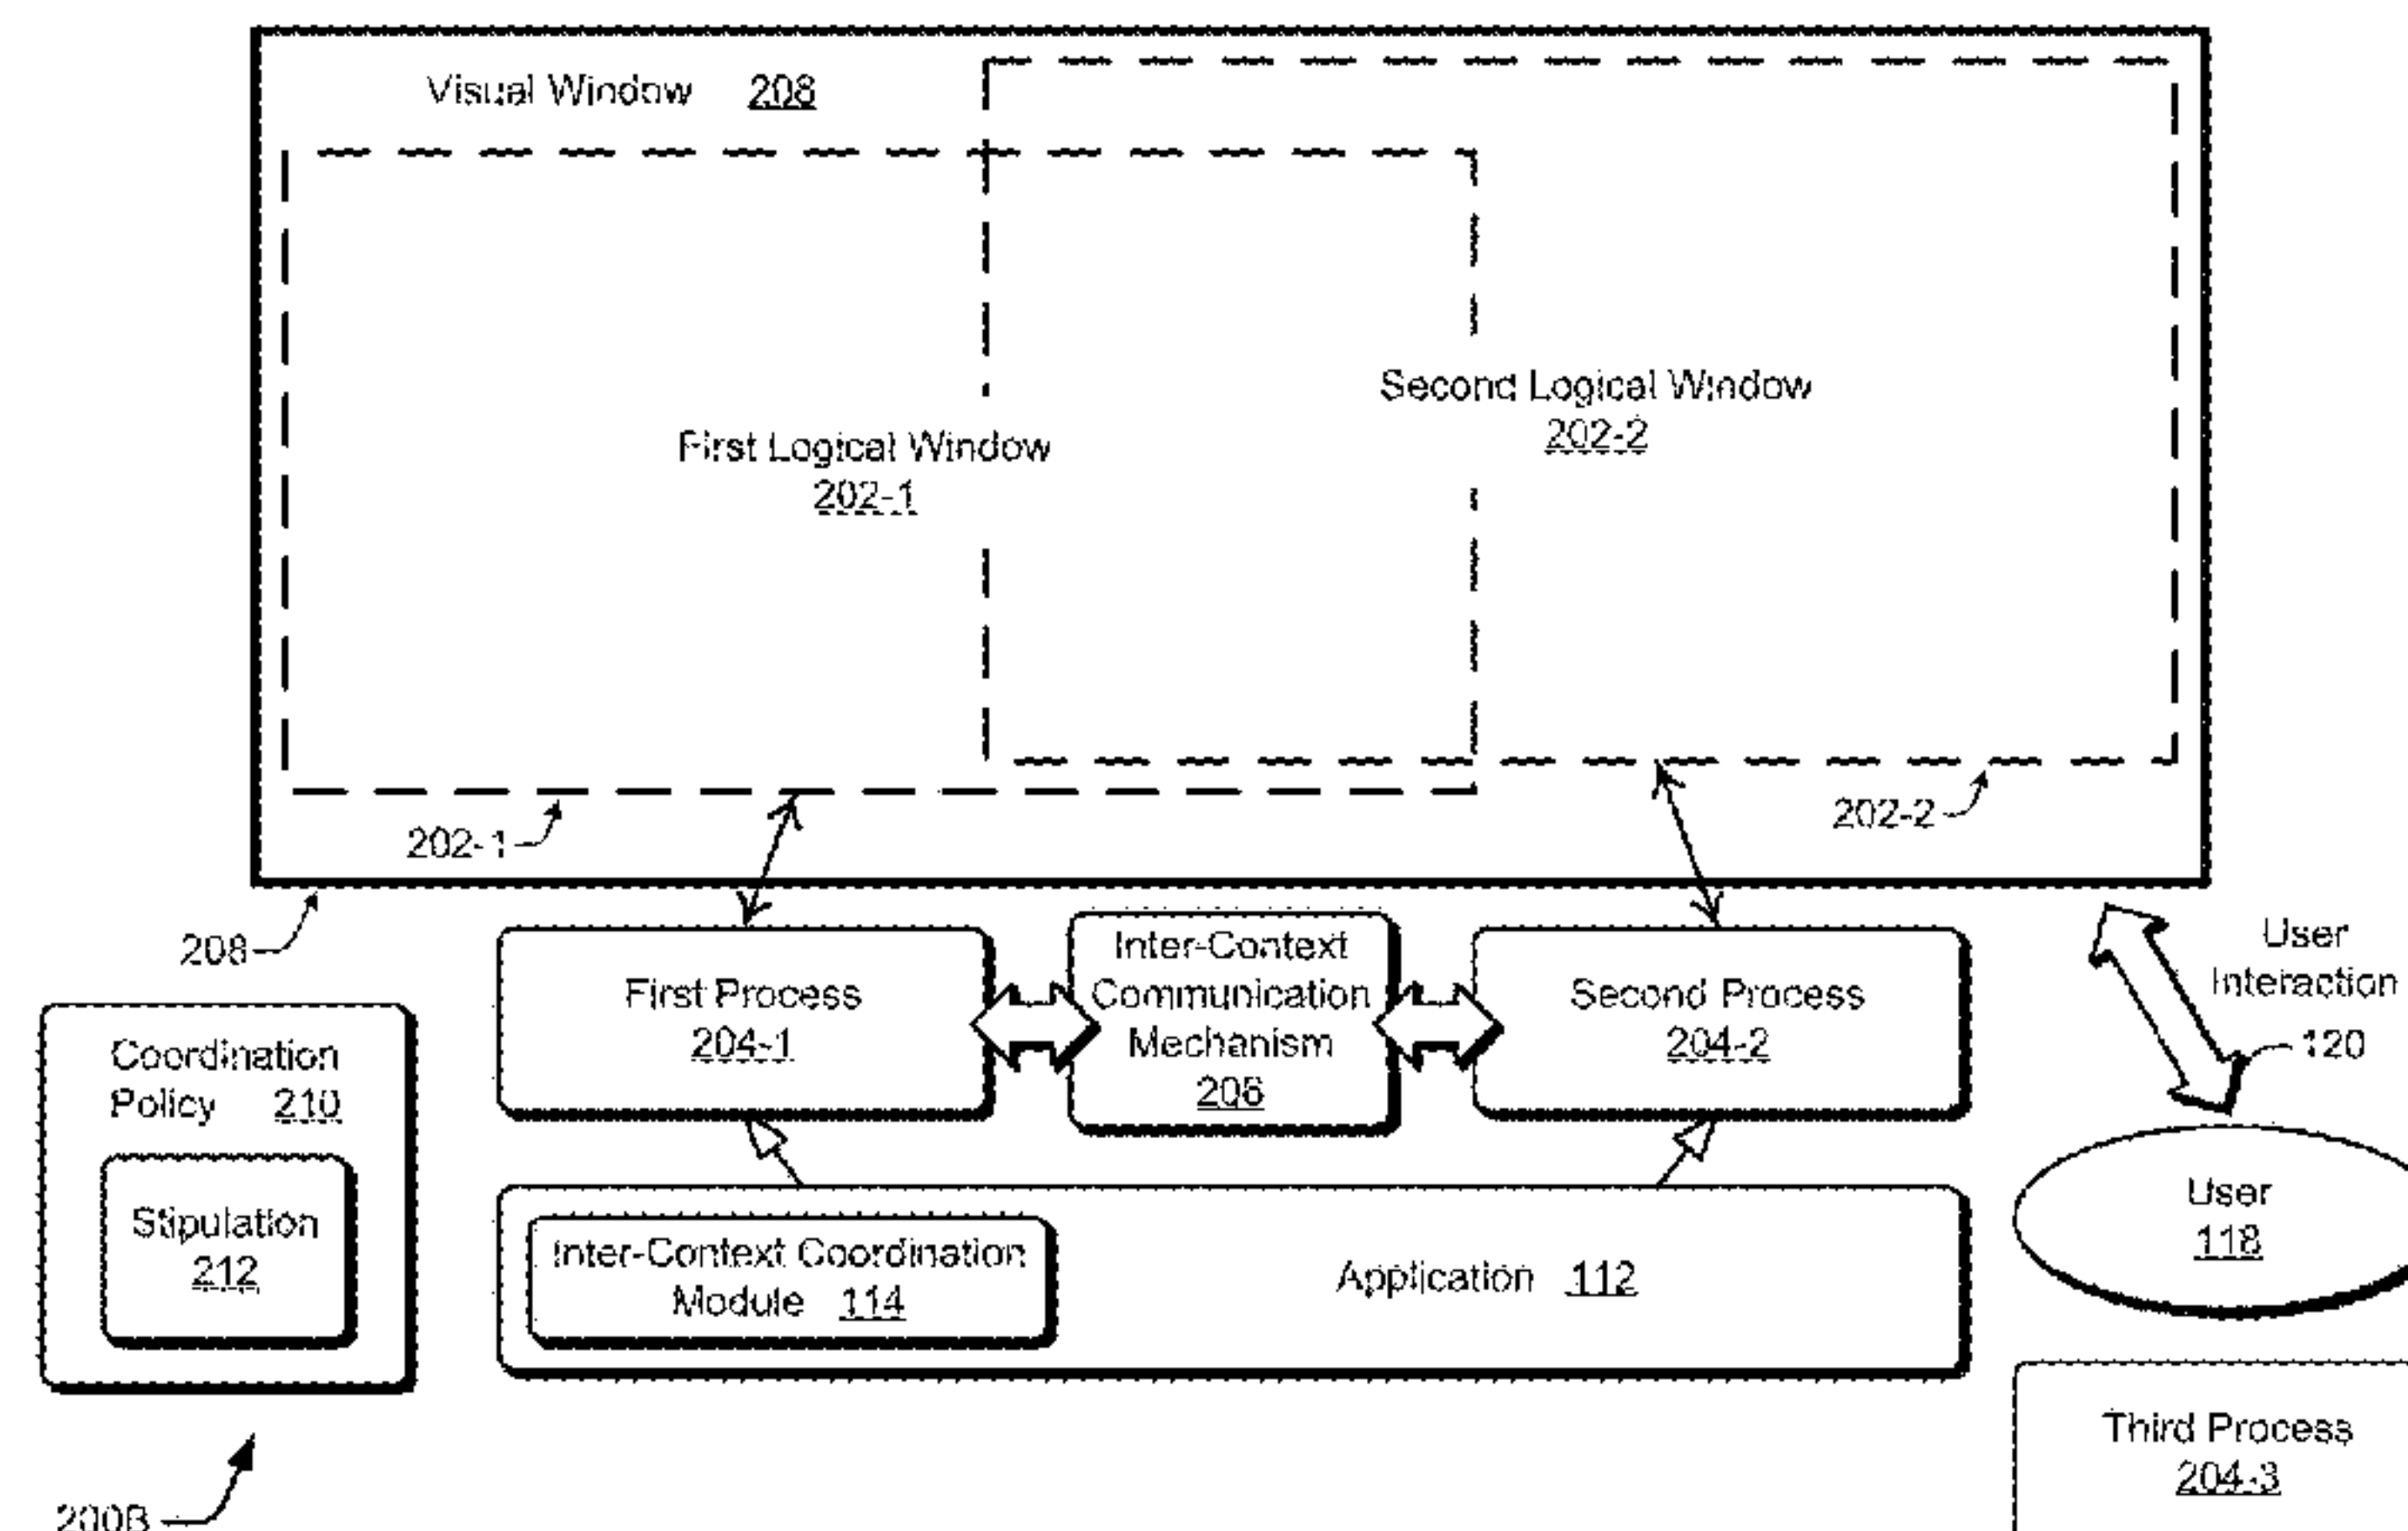 Visual Window 208
Second Logical Window
202-2
First Logical Window
202-1
202-1
202-2
208
User
Interaction
120
First Process
204-1
Inter-Context
Communication
Mechanism
206
Second Process
204-2
Coordination
Policy 210
Stipulation
212
Inter-Context Coordination
Module 114
Application 112
User
118
Third Process
204-3
200B